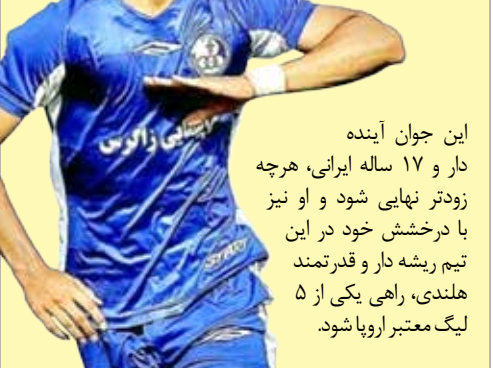 زاگرس
این جوان آینده
دار و ۱۷ ساله ایرانی، هرچه
زودتر نهایی شود و او نیز
با درخشش خود در این
تیم ریشه دار و قدرتمند
هلندی، راهی یکی از ۵
لیگ معتبر اروپا شود.